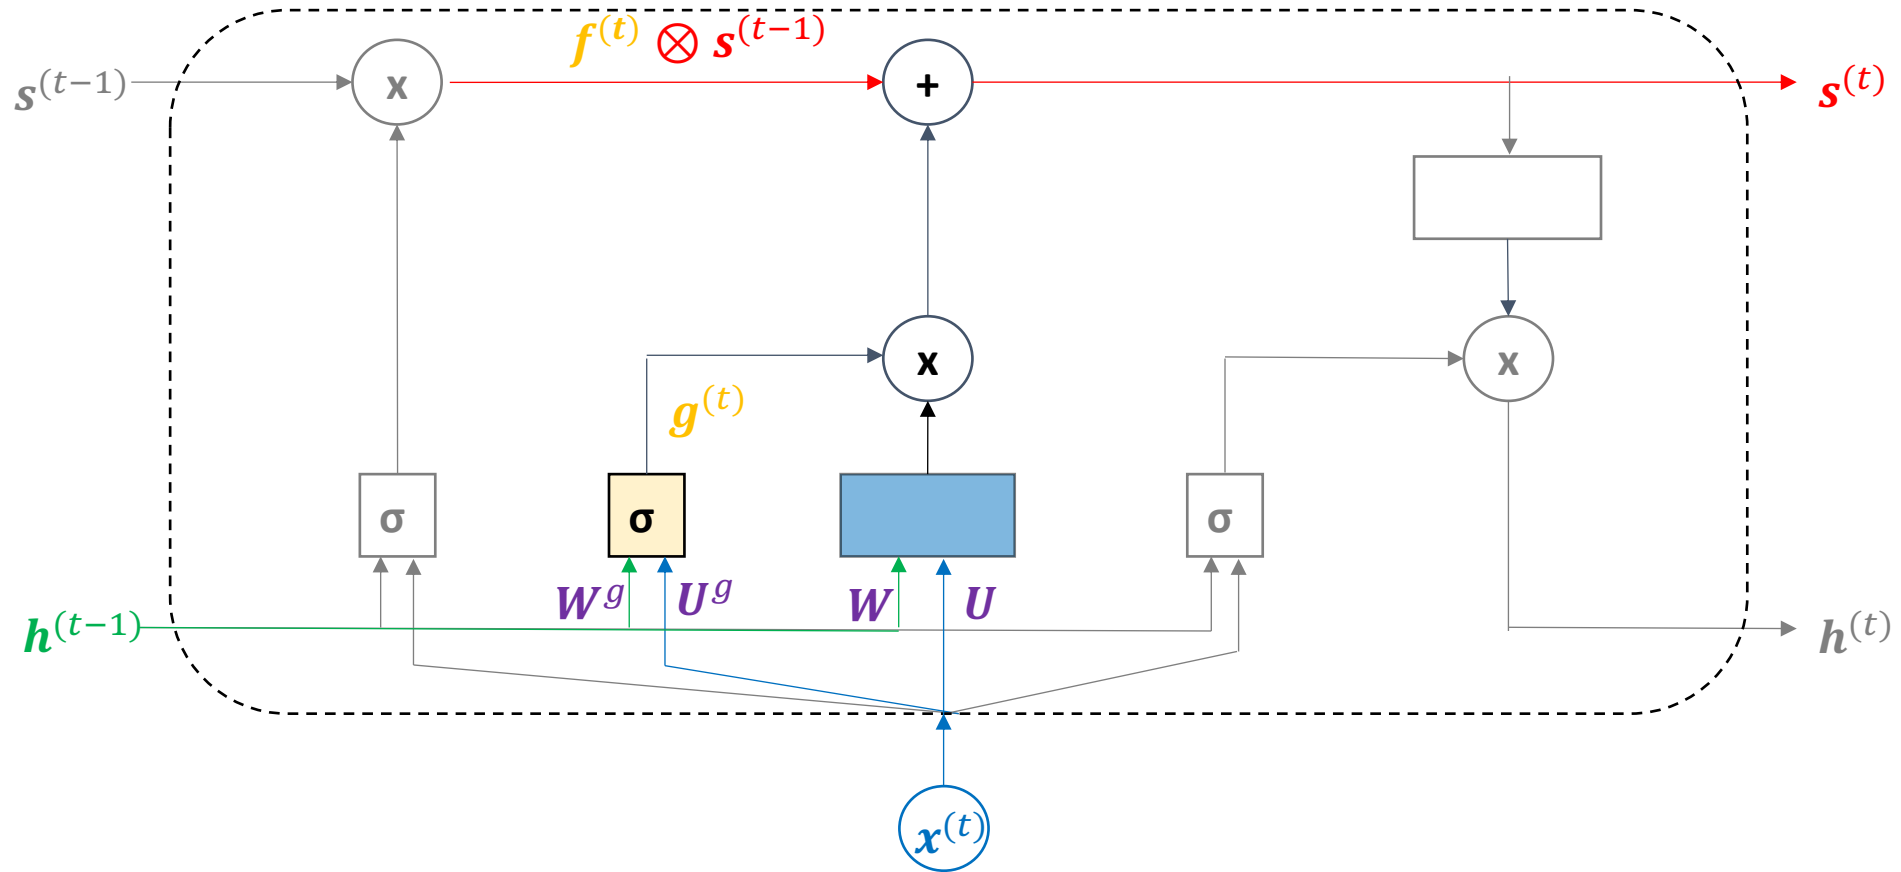 f^(t) ⊗ s^(t−1)
s^(t−1)
x
+
s^(t)
x
x
g^(t)
σ
σ
σ
W^g
U^g
W
U
h^(t−1)
h^(t)
x^(t)